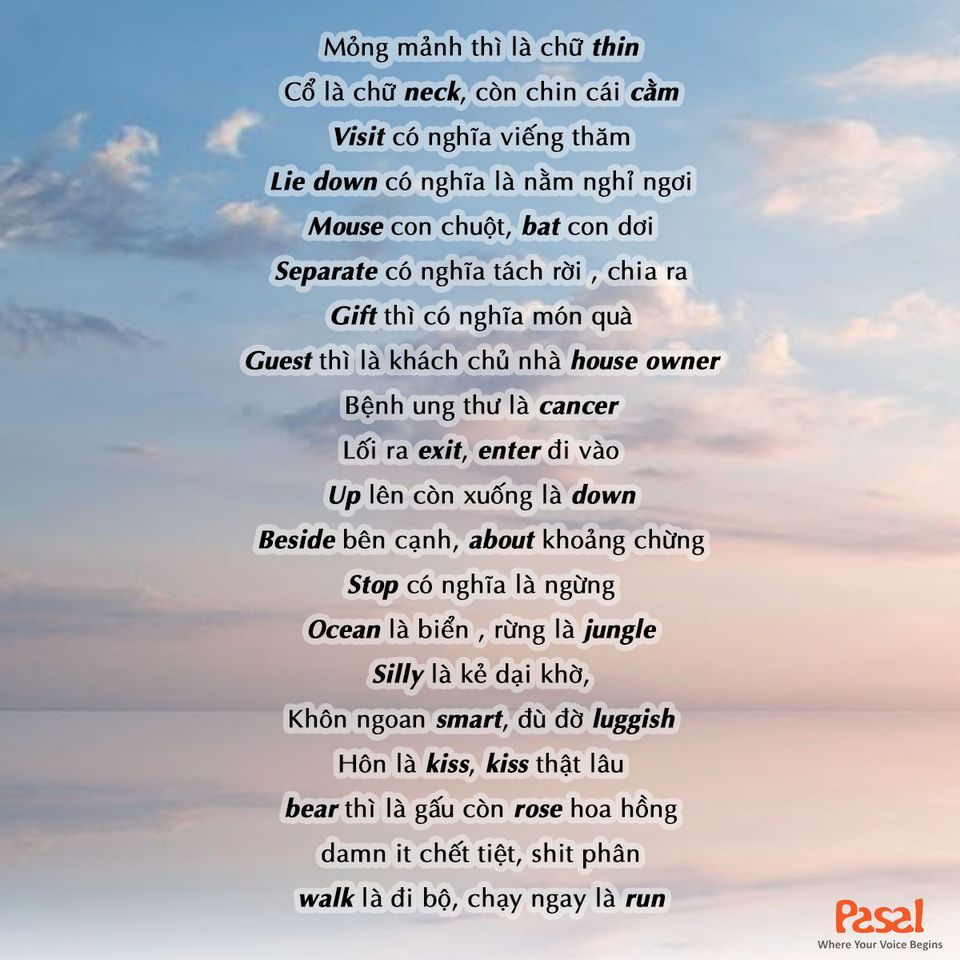 Mỏng mảnh thì là chữ thin
Cổ là chữ neck, còn chin cái cằm
Visit có nghĩa viếng thăm
Lie down có nghĩa là nằm nghỉ ngơi
Mouse con chuột, bat con dơi
Separate có nghĩa tách rời , chia ra
Gift thì có nghĩa món quà
Guest thì là khách chủ nhà house owner
Bệnh ung thư là cancer
Lối ra exit, enter đi vào
Up lên còn xuống là down
Beside bên cạnh, about khoảng chừng
Stop có nghĩa là ngừng
Ocean là biển , rừng là jungle
Silly là kẻ dại khờ,
Khôn ngoan smart, đù đờ luggish
Hôn là kiss, kiss thật lâu
bear thì là gấu còn rose hoa hồng
damn it chết tiệt, shit phân
walk là đi bộ, chạy ngay là run
Pasal
Where Your Voice Begins